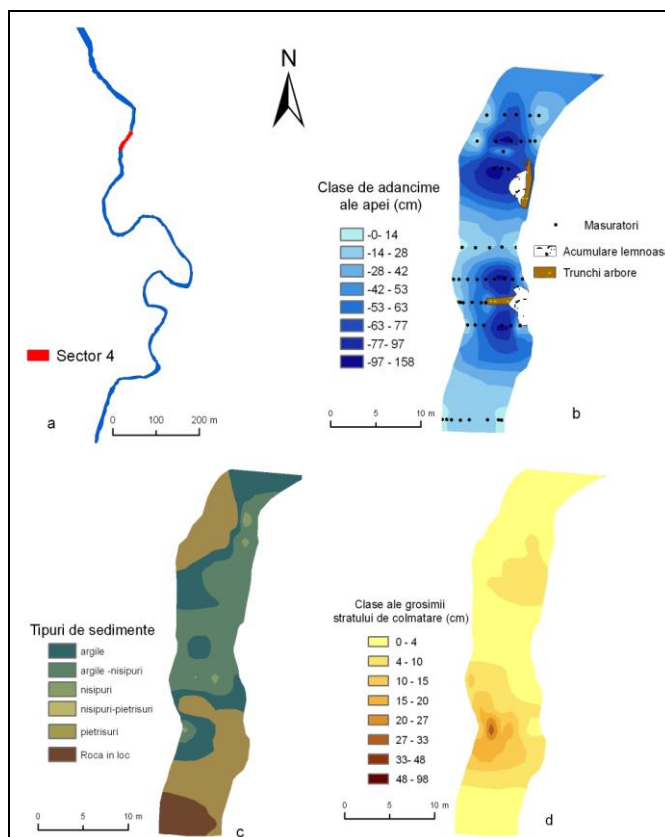 N
Sector 4
a
0 100 200 m
Clase de adancime
ale apei (cm)
-0- 14
-14 - 28
-28 - 42
-42 - 53
-53 - 63
-63 - 77
-77- 97
-97 - 158
Masuratori
Acumulare lemnoas
Trunchi arbore
0 5 10 m
b
Tipuri de sedimente
argile
argile -nisipuri
nisipuri
nisipuri-pietrisuri
pietrisuri
Roca in loc
0 5 10 m
c
Clase ale grosimii
stratului de colmatare (cm)
0 - 4
4 - 10
10 - 15
15 - 20
20 - 27
27 - 33
33- 48
48 - 98
0 5 10 m
d